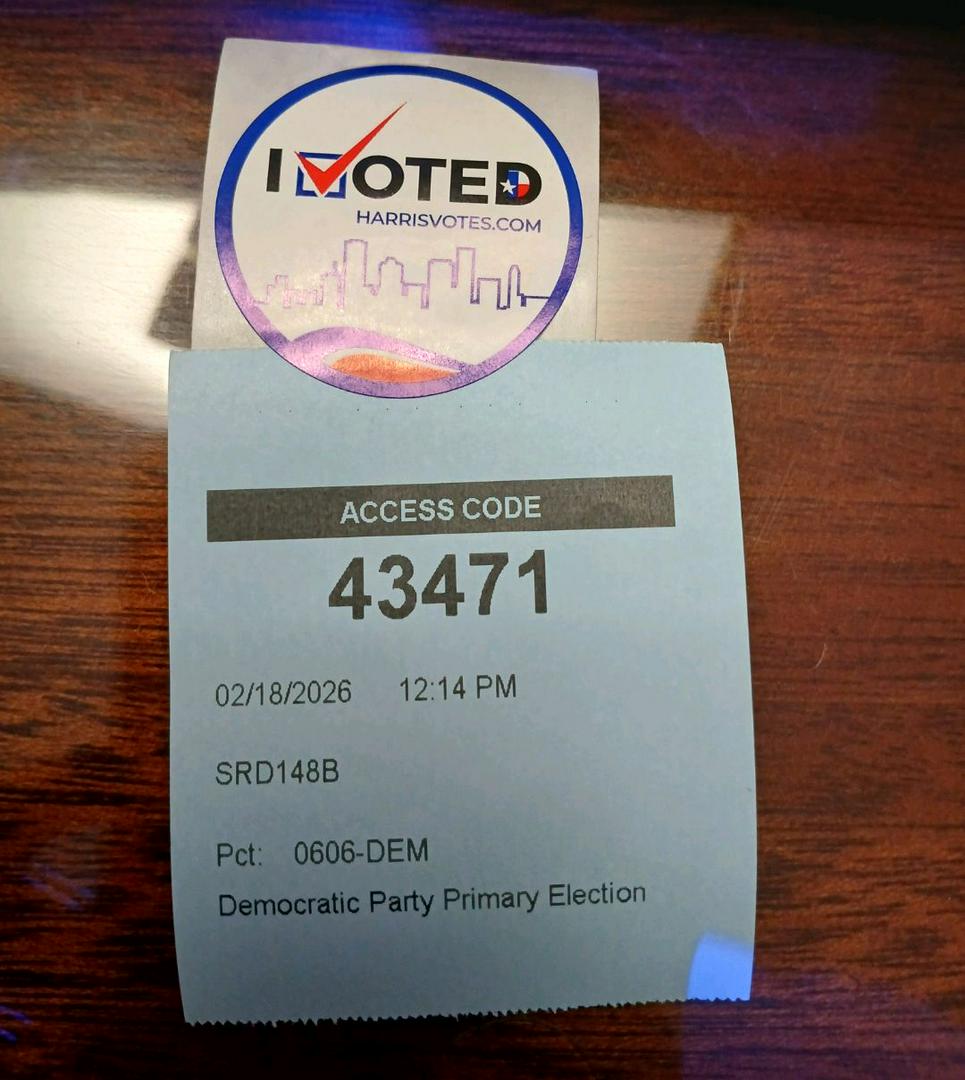 I VOTED
HARRISVOTES.COM
ACCESS CODE
43471
02/18/2026 12:14 PM
SRD148B
Pct: 0606-DEM
Democratic Party Primary Election